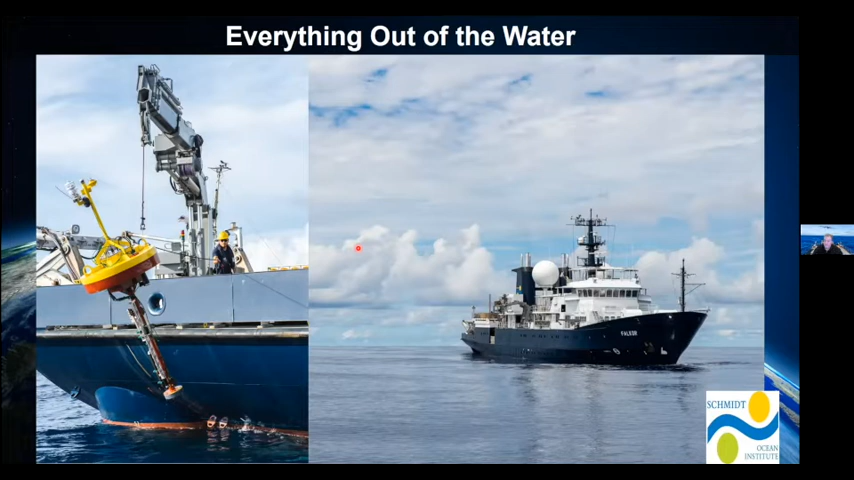 Everything Out of the Water
FALKOR
SCHMIDT
OCEAN
INSTITUTE